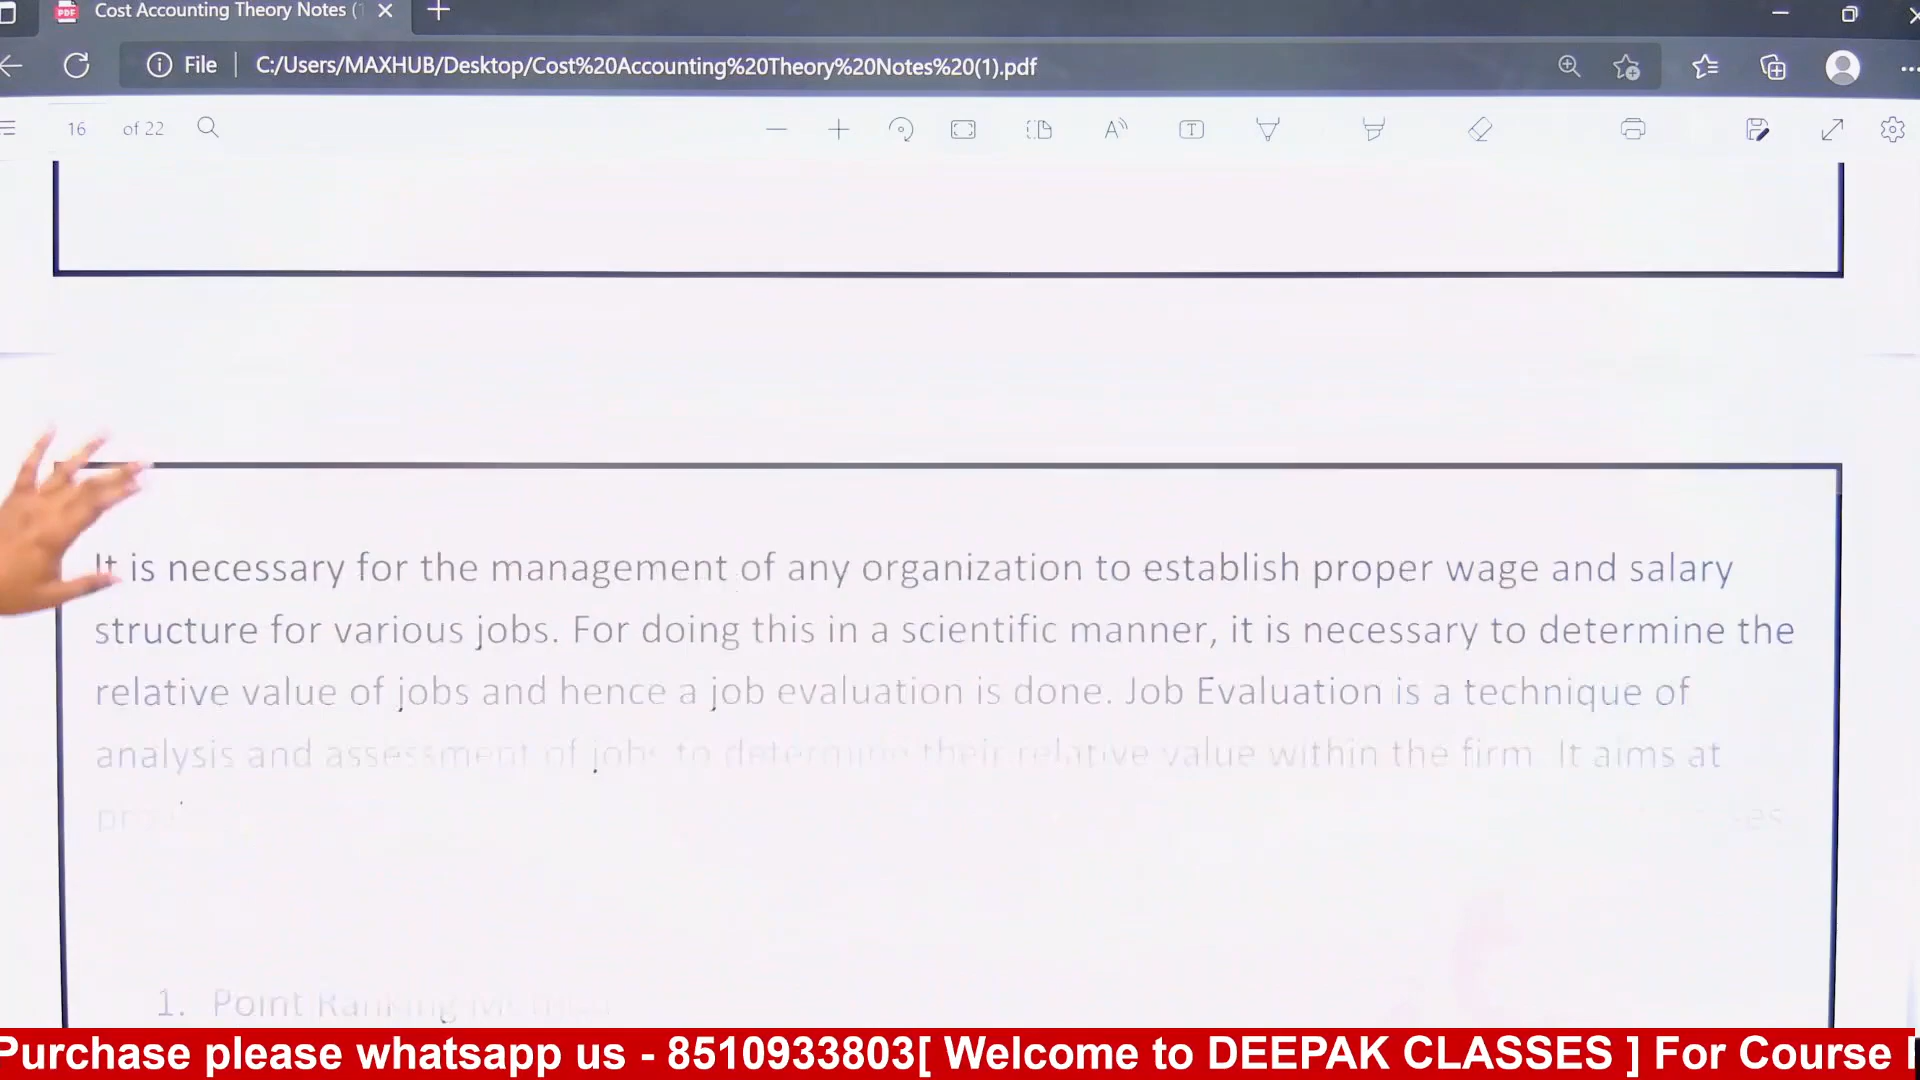 Cost Accounting Theory Notes (1
File C:/Users/MAXHUB/Desktop/Cost%20Accounting%20Theory%20Notes%20(1).pdf
16 of 22
It is necessary for the management of any organization to establish proper wage and salary
structure for various jobs. For doing this in a scientific manner, it is necessary to determine the
relative value of jobs and hence a job evaluation is done. Job Evaluation is a technique of
analysis and assessment of jobs to determine their relative value within the firm. It aims at
1. Point Ranking
Purchase please whatsapp us - 8510933803[ Welcome to DEEPAK CLASSES ] For Course